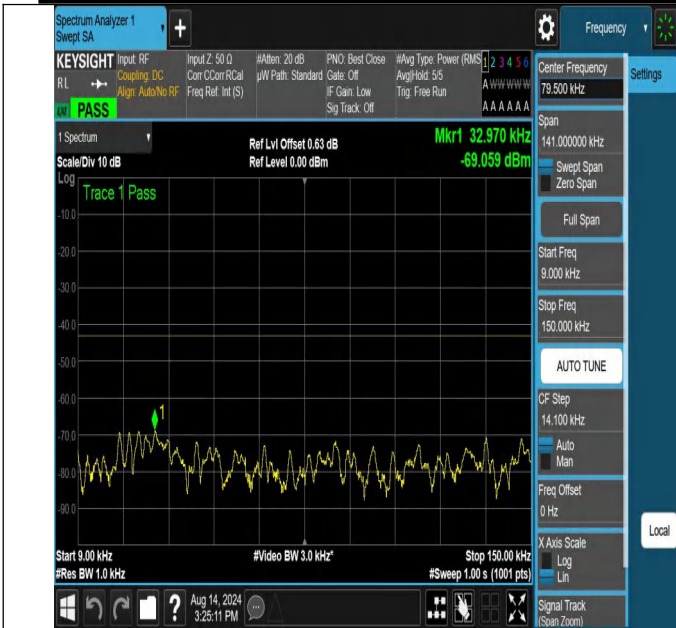 Spectrum Analyzer 1
Swept SA
+
Frequency
KEYSIGHT
RL
PASS
Input: RF
Coupling: DC
Align: Auto/No RF
Input Z: 50 Ω
Corr CCorr RCal
Freq Ref: Int (S)
#Atten: 20 dB
µW Path: Standard
PNO: Best Close
Gate: Off
IF Gain: Low
Sig Track: Off
#Avg Type: Power (RMS
Avg|Hold: 5/5
Trig: Free Run
1 2 3 4 5 6
A W W W W W
A A A A A A
1 Spectrum
Scale/Div 10 dB
Log
Ref Lvl Offset 0.63 dB
Ref Level 0.00 dBm
Mkr1 32.970 kHz
-69.059 dBm
Trace 1 Pass
-10.0
-20.0
-30.0
-40.0
-50.0
-60.0
-70.0
-80.0
-90.0
1
Start 9.00 kHz
#Res BW 1.0 kHz
#Video BW 3.0 kHz*
Stop 150.00 kHz
#Sweep 1.00 s (1001 pts)
?
Aug 14, 2024
3:25:11 PM
Center Frequency
79.500 kHz
Span
141.000000 kHz
Swept Span
Zero Span
Full Span
Start Freq
9.000 kHz
Stop Freq
150.000 kHz
AUTO TUNE
CF Step
14.100 kHz
Auto
Man
Freq Offset
0 Hz
X Axis Scale
Log
Lin
Signal Track
(Span Zoom)
Settings
Local